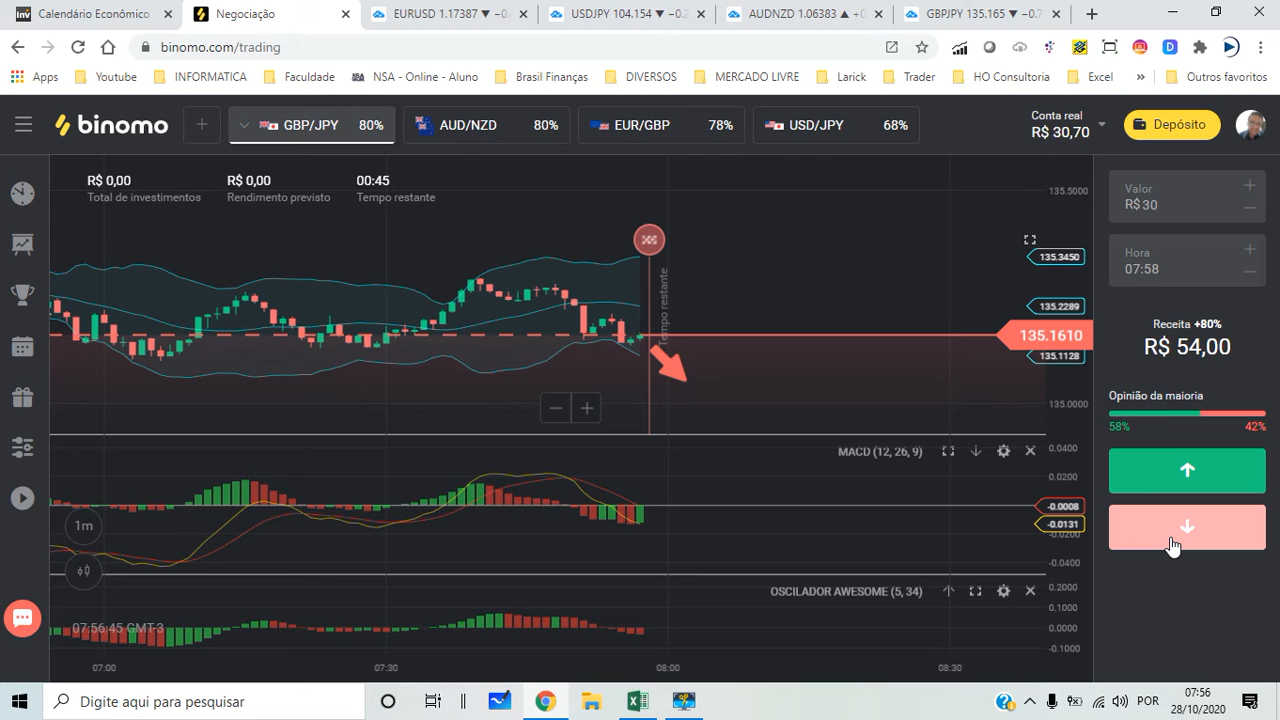 Calendário Econômico
Negociação
EURUSD 1.18
USDJPY 104.154 ▼
AUDNZD 1.06383 ▲
GBPJPY 135.165 ▼
binomo.com/trading
Apps
Youtube
INFORMATICA
Faculdade
NSA - Online - Aluno
Brasil Finanças
DIVERSOS
MERCADO LIVRE
Larick
Trader
HO Consultoria
Excel
»
Outros favoritos
binomo
GBP/JPY 80%
AUD/NZD 80%
EUR/GBP
USD/JPY 68%
Conta real
R$ 30,70
Depósito
R$ 0,00
Total de investimentos
R$ 0,00
Rendimento previsto
00:45
Tempo restante
Tempo restante
135.5000
135.3450
135.2289
135.1610
135.1128
135.0000
Valor
R$ 30
Hora
07:58
Receita +80%
R$ 54,00
Opinião da maioria
58% 42%
MACD (12, 26, 9)
0.0400
0.0200
-0.0008
-0.0131
-0.0200
-0.0400
1m
OSCILADOR AWESOME (5, 34)
0.2000
0.1000
0.0000
-0.1000
07:56:45 GMT-3
07:00
07:30
08:00
08:30
Digite aqui para pesquisar
POR
07:56
28/10/2020